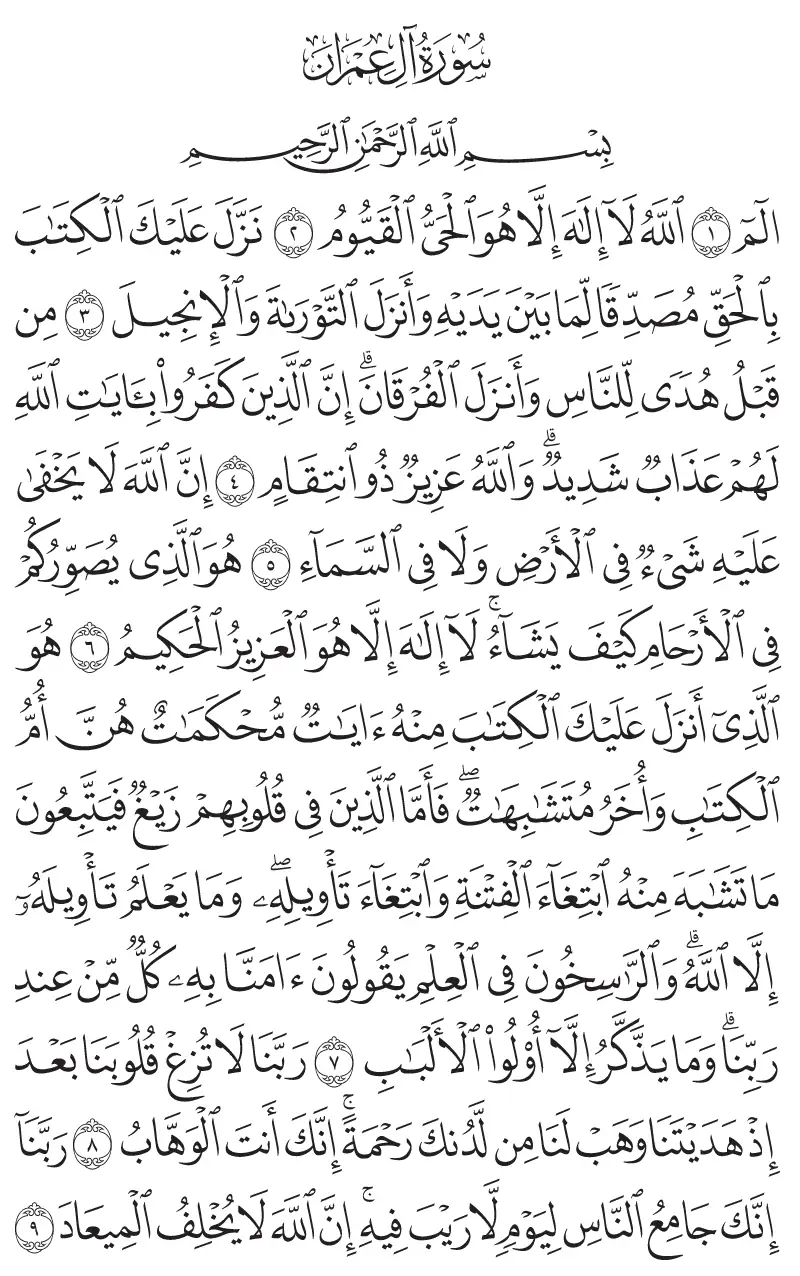 سُورَةُ آلِ عِمْرَانَ
بِسْمِ ٱللَّهِ ٱلرَّحْمَٰنِ ٱلرَّحِيمِ
الٓمٓ ١ ٱللَّهُ لَآ إِلَٰهَ إِلَّا هُوَ ٱلْحَىُّ ٱلْقَيُّومُ ٢ نَزَّلَ عَلَيْكَ ٱلْكِتَٰبَ
بِٱلْحَقِّ مُصَدِّقًا لِّمَا بَيْنَ يَدَيْهِ وَأَنزَلَ ٱلتَّوْرَىٰةَ وَٱلْإِنجِيلَ ٣ مِن
قَبْلُ هُدًى لِّلنَّاسِ وَأَنزَلَ ٱلْفُرْقَانَ ۗ إِنَّ ٱلَّذِينَ كَفَرُوا۟ بِـَٔايَٰتِ ٱللَّهِ
لَهُمْ عَذَابٌ شَدِيدٌ ۗ وَٱللَّهُ عَزِيزٌ ذُو ٱنتِقَامٍ ٤ إِنَّ ٱللَّهَ لَا يَخْفَىٰ
عَلَيْهِ شَىْءٌ فِى ٱلْأَرْضِ وَلَا فِى ٱلسَّمَآءِ ٥ هُوَ ٱلَّذِى يُصَوِّرُكُمْ
فِى ٱلْأَرْحَامِ كَيْفَ يَشَآءُ ۚ لَآ إِلَٰهَ إِلَّا هُوَ ٱلْعَزِيزُ ٱلْحَكِيمُ ٦ هُوَ
ٱلَّذِىٓ أَنزَلَ عَلَيْكَ ٱلْكِتَٰبَ مِنْهُ ءَايَٰتٌ مُّحْكَمَٰتٌ هُنَّ أُمُّ
ٱلْكِتَٰبِ وَأُخَرُ مُتَشَٰبِهَٰتٌ ۖ فَأَمَّا ٱلَّذِينَ فِى قُلُوبِهِمْ زَيْغٌ فَيَتَّبِعُونَ
مَا تَشَٰبَهَ مِنْهُ ٱبْتِغَآءَ ٱلْفِتْنَةِ وَٱبْتِغَآءَ تَأْوِيلِهِۦ ۖ وَمَا يَعْلَمُ تَأْوِيلَهُۥٓ
إِلَّا ٱللَّهُ ۗ وَٱلرَّٰسِخُونَ فِى ٱلْعِلْمِ يَقُولُونَ ءَامَنَّا بِهِۦ كُلٌّ مِّنْ عِندِ
رَبِّنَا ۗ وَمَا يَذَّكَّرُ إِلَّآ أُو۟لُوا۟ ٱلْأَلْبَٰبِ ٧ رَبَّنَا لَا تُزِغْ قُلُوبَنَا بَعْدَ
إِذْ هَدَيْتَنَا وَهَبْ لَنَا مِن لَّدُنكَ رَحْمَةً ۚ إِنَّكَ أَنتَ ٱلْوَهَّابُ ٨ رَبَّنَآ
إِنَّكَ جَامِعُ ٱلنَّاسِ لِيَوْمٍ لَّا رَيْبَ فِيهِ ۚ إِنَّ ٱللَّهَ لَا يُخْلِفُ ٱلْمِيعَادَ ٩